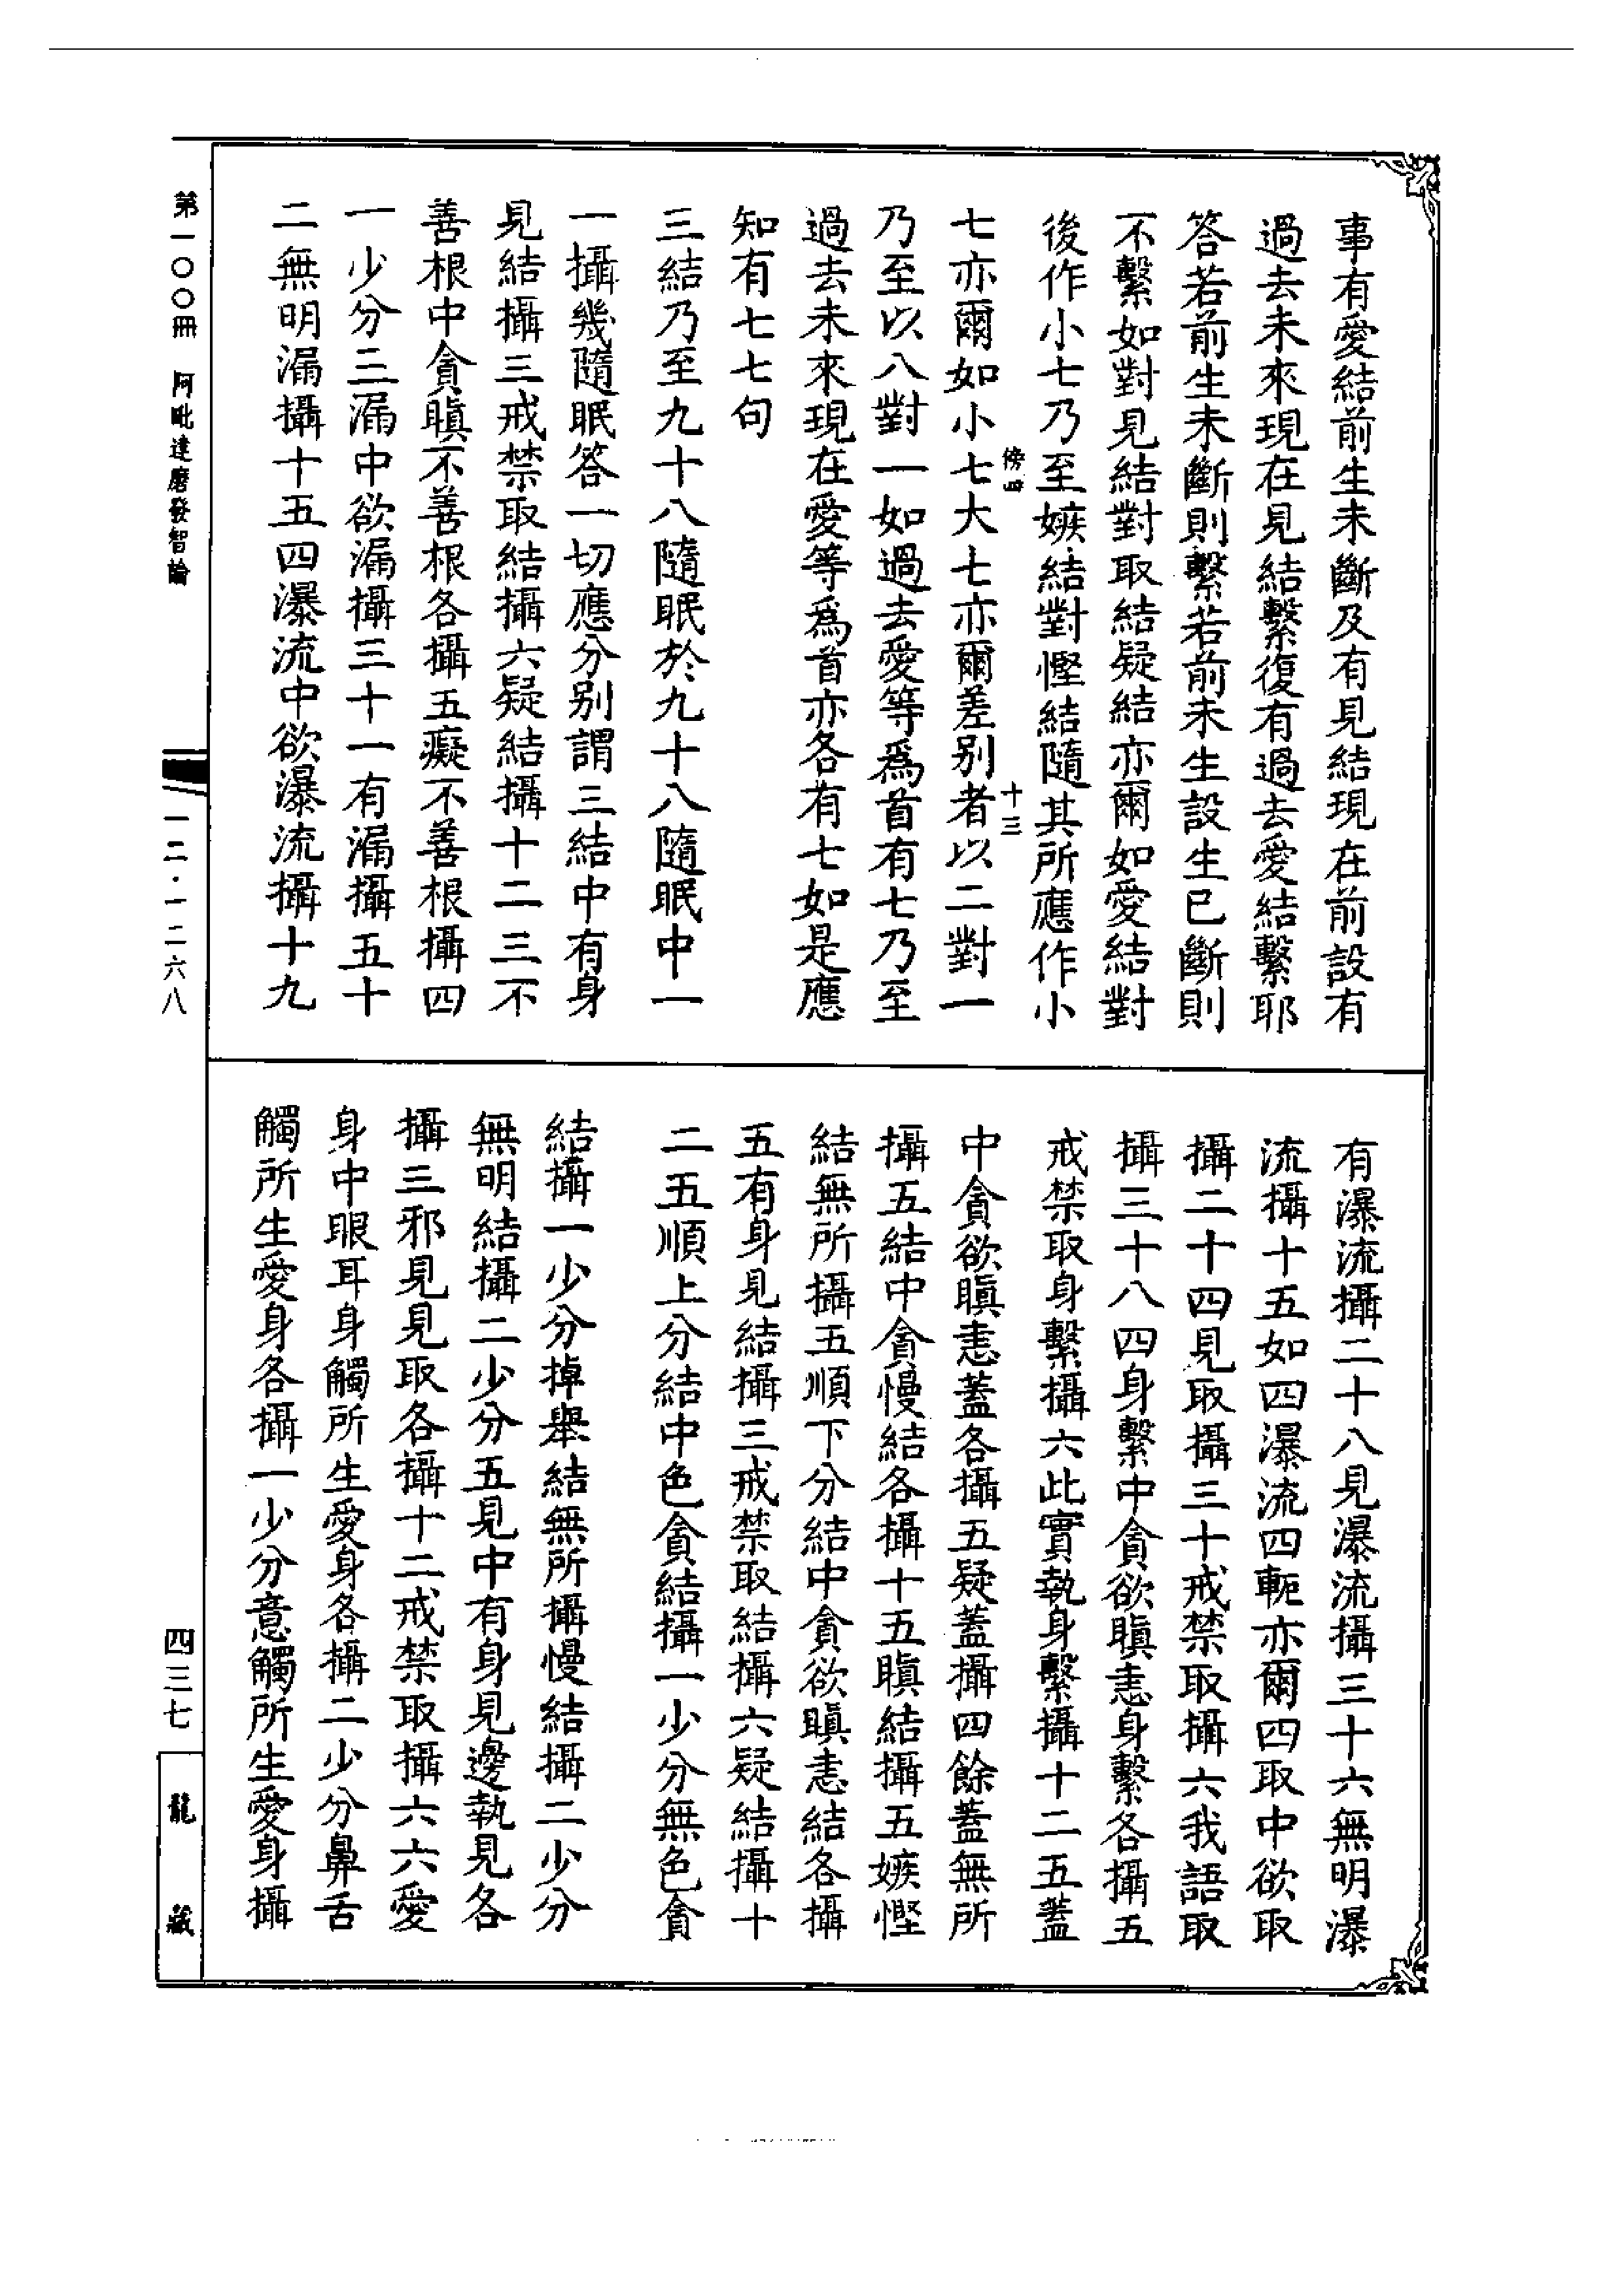 事有愛結前生未斷及有見結現在前設有
過去未來現在見結繫復有過去愛結繫耶
答若前生未斷則繫若前未生設生已斷則
不繫如對見結對取結疑結亦爾如愛結對
後作小七乃至嫉結對慳結隨其所應作小
七亦爾如小七大七亦爾差别者以二對一
乃至以八對一如過去愛等爲首有七乃至
過去未來現在愛等爲首亦各有七如是應
知有七七句
三結乃至九十八隨眠於九十八隨眠中一
一攝幾隨眠答一切應分别謂三結中有身
見結攝三戒禁取結攝六疑結攝十二三不
善根中貪瞋不善根各攝五癡不善根攝四
一少分三漏中欲漏攝三十一有漏攝五十
二無明漏攝十五四瀑流中欲瀑流攝十九
傍四
十三
有瀑流攝二十八見瀑流攝三十六無明瀑
流攝十五如四瀑流四軛亦爾四取中欲取
攝二十四見取攝三十戒禁取攝六我語取
攝三十八四身繫中貪欲瞋恚身繫各攝五
戒禁取身繫攝六此實執身繫攝十二五蓋
中貪欲瞋恚蓋各攝五疑蓋攝四餘蓋無所
攝五結中貪慢結各攝十五瞋結攝五嫉慳
結無所攝五順下分結中貪欲瞋恚結各攝
五有身見結攝三戒禁取結攝六疑結攝十
二五順上分結中色貪結攝一少分無色貪
結攝一少分掉舉結無所攝慢結攝二少分
無明結攝二少分五見中有身見邊執見各
攝三邪見見取各攝十二戒禁取攝六六愛
身中眼耳身觸所生愛身各攝二少分鼻舌
觸所生愛身各攝一少分意觸所生愛身攝
第一〇〇冊 阿毗達磨發智論
一二·一二六八
四三七
龍藏